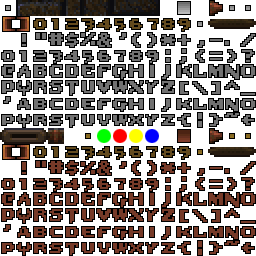 0123456789
!"#$%&'()*+,-./
0123456789:;<=>?
@ABCDEFGHIJKLMNO
PQRSTUVWXYZ[\]^_
'ABCDEFGHIJKLMNO
PQRSTUVWXYZ{|}~
0123456789
!"#$%&'()*+,-./
0123456789:;<=>?
@ABCDEFGHIJKLMNO
PQRSTUVWXYZ[\]^_
'ABCDEFGHIJKLMNO
PQRSTUVWXYZ{|}~